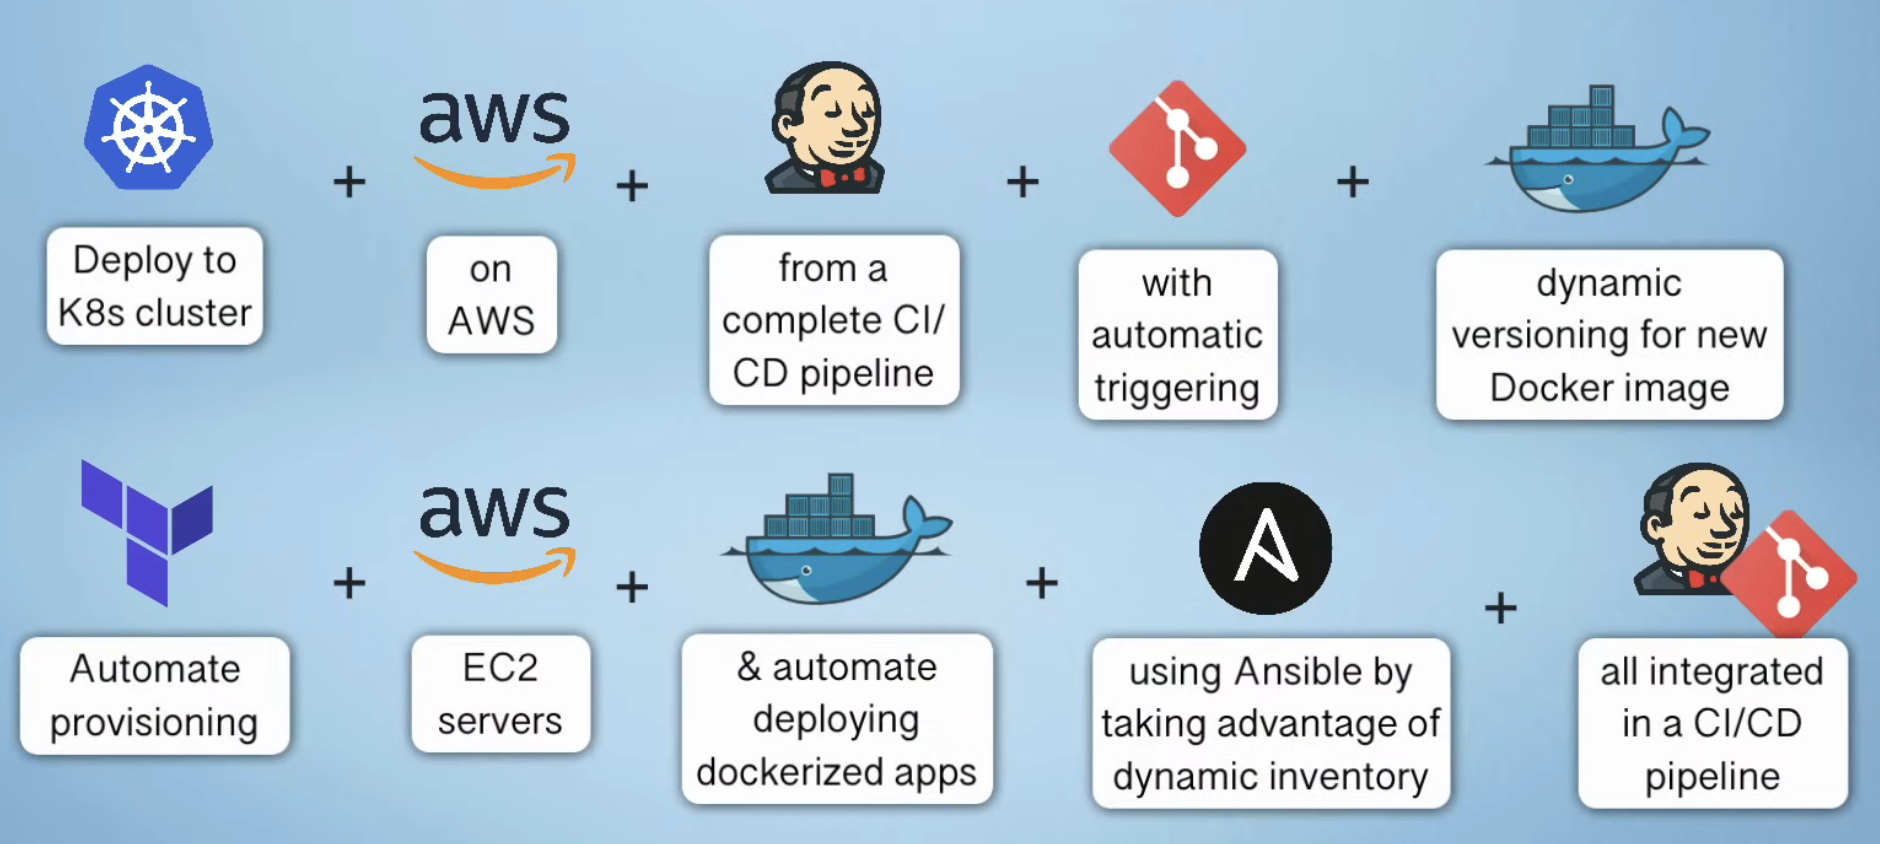 aws
aws
+
+
+
+
Deploy to
K8s cluster
on
AWS
from a
complete CI/
CD pipeline
with
automatic
triggering
dynamic
versioning for new
Docker image
+
+
+
+
Automate
provisioning
EC2
servers
& automate
deploying
dockerized apps
using Ansible by
taking advantage of
dynamic inventory
all integrated
in a CI/CD
pipeline